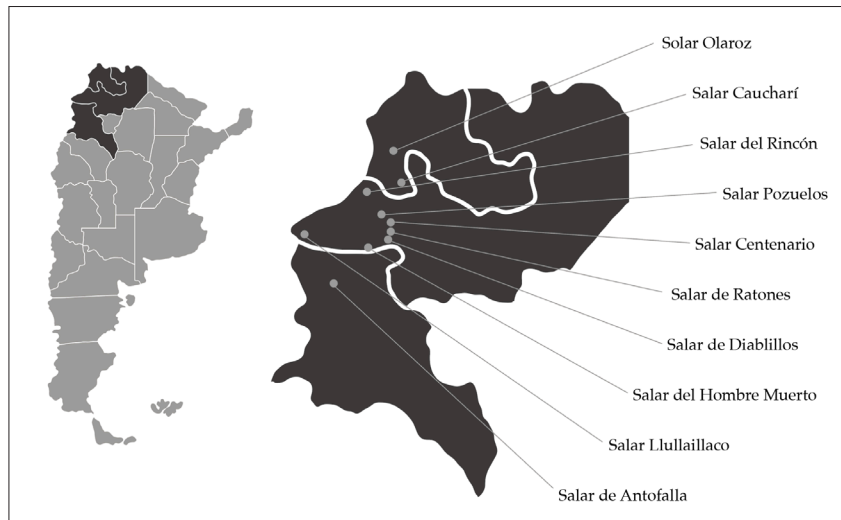 Solar Olaroz
Salar Caucharí
Salar del Rincón
Salar Pozuelos
Salar Centenario
Salar de Ratones
Salar de Diablillos
Salar del Hombre Muerto
Salar Llullaillaco
Salar de Antofalla